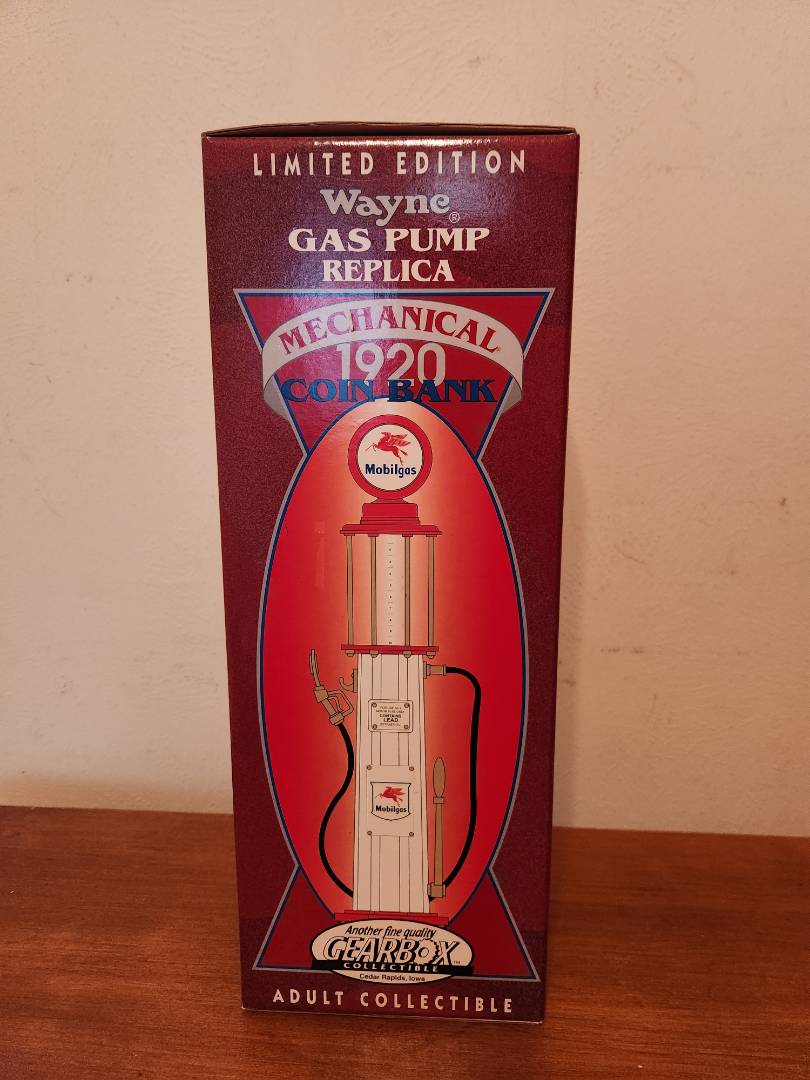 LIMITED EDITION
Wayne®
GAS PUMP
REPLICA
MECHANICAL
1920
COIN BANK
Mobilgas
CONTAINS
LEAD
Mobilgas
Another fine quality
GEARBOX™
COLLECTIBLE
Cedar Rapids, Iowa
ADULT COLLECTIBLE